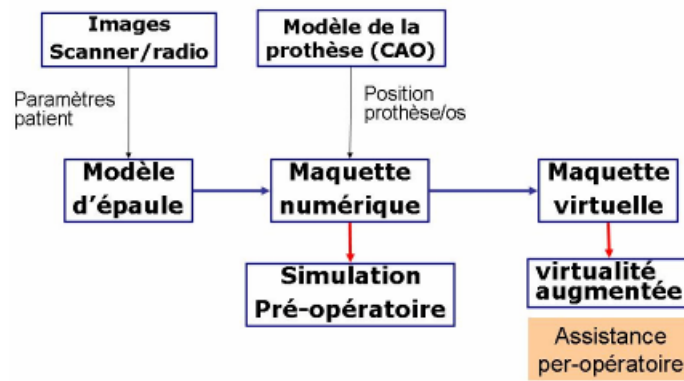 Images
Scanner/radio
Modèle de la
prothèse (CAO)
Paramètres
patient
Position
prothèse/os
Modèle
d'épaule
Maquette
numérique
Maquette
virtuelle
Simulation
Pré-opératoire
virtualité
augmentée
Assistance
per-opératoire